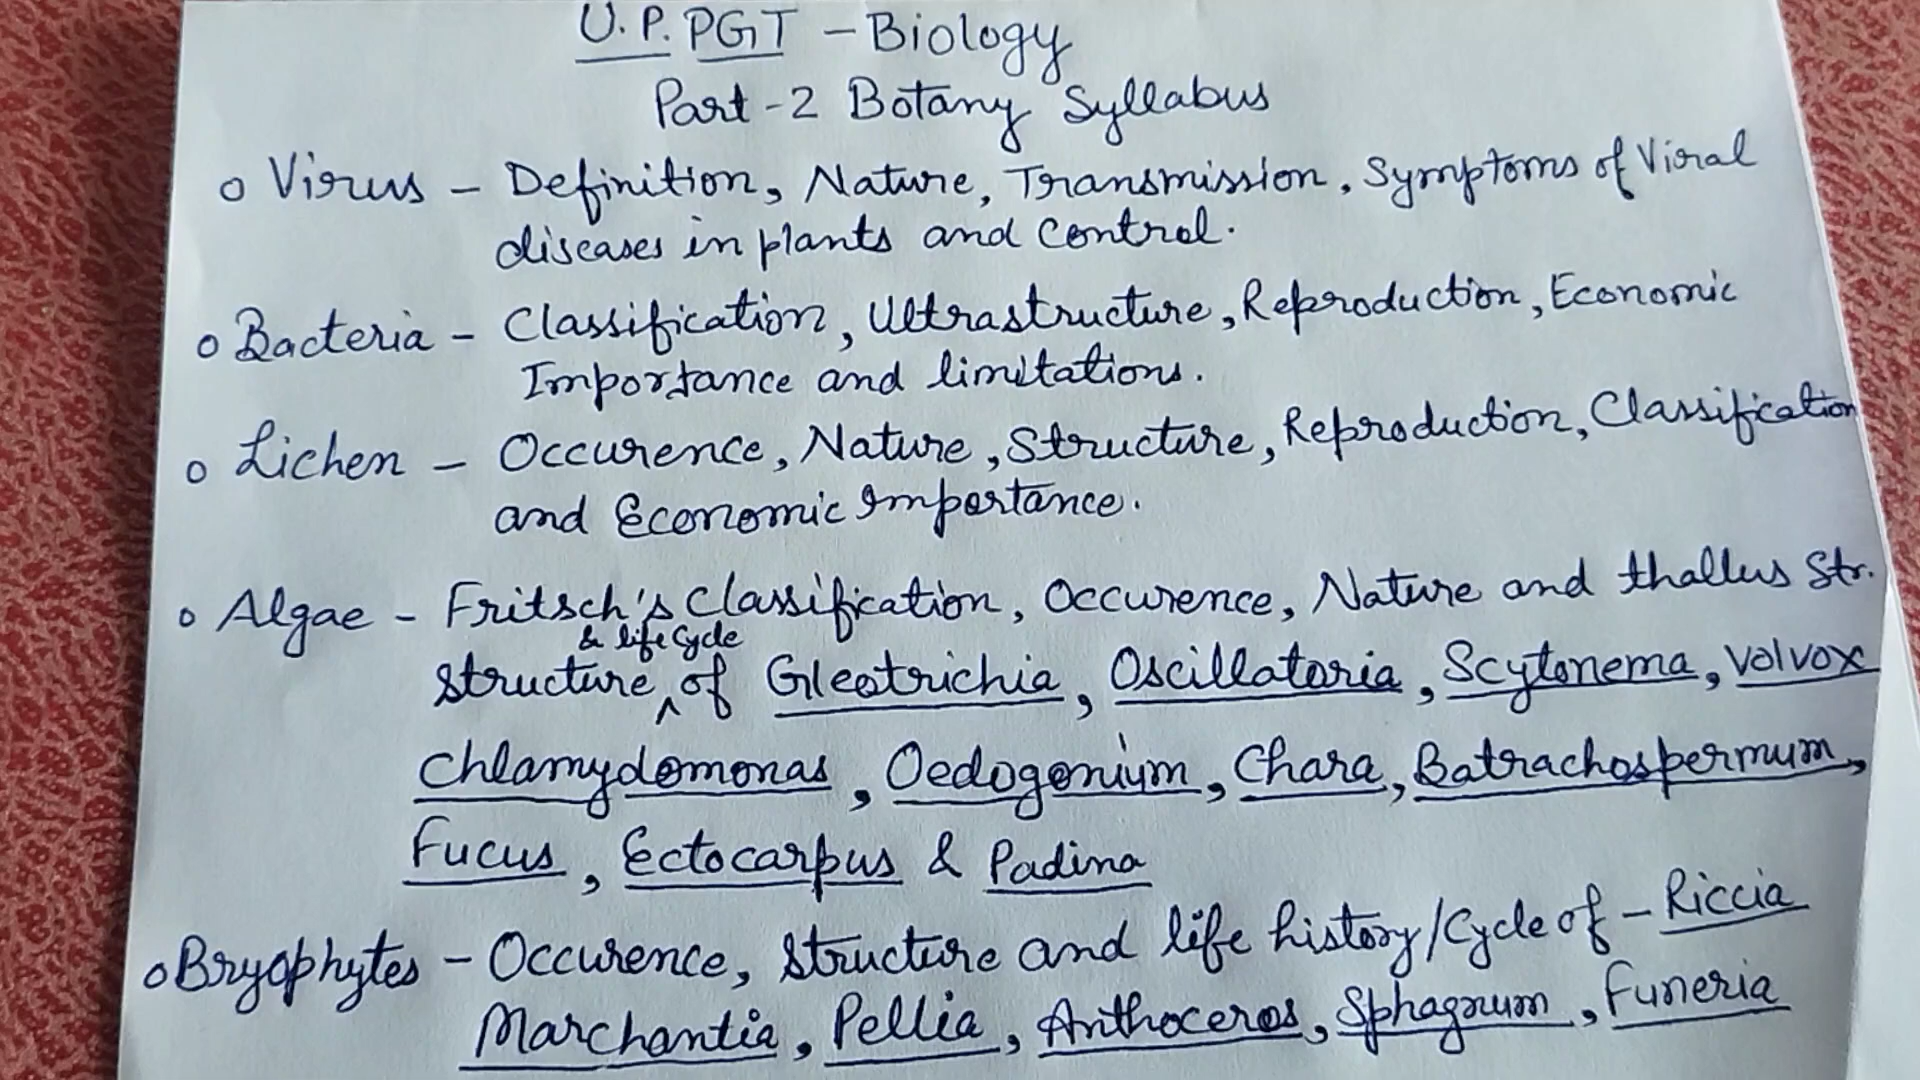 U.P. PGT - Biology
Part-2 Botany Syllabus
o Virus - Definition, Nature, Transmission, Symptoms of Viral
diseases in plants and control.
o Bacteria - Classification, Ultrastructure, Reproduction, Economic
Importance and limitations.
o Lichen - Occurence, Nature, Structure, Reproduction, Classification
and Economic Importance.
o Algae - Fritsch's Classification, Occurence, Nature and thallus Str.
& life Cycle
structure ^ of Gleotrichia, Oscillatoria, Scytonema, Volvox
Chlamydomonas, Oedogonium, Chara, Batrachospermum,
Fucus, Ectocarpus & Padina
o Bryophytes - Occurence, structure and life history/Cycle of - Riccia
Marchantia, Pellia, Anthoceros, Sphagnum, Funeria